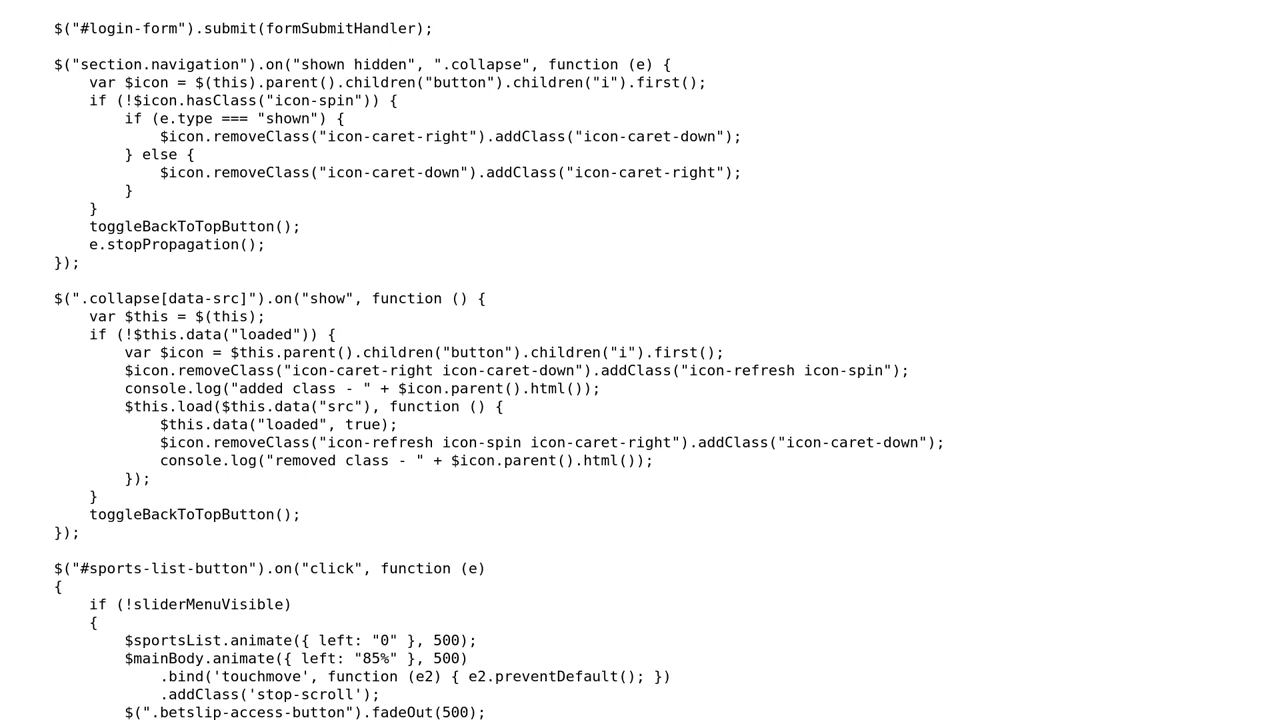 $("#login-form").submit(formSubmitHandler);

$("section.navigation").on("shown hidden", ".collapse", function (e) {
    var $icon = $(this).parent().children("button").children("i").first();
    if (!$icon.hasClass("icon-spin")) {
        if (e.type === "shown") {
            $icon.removeClass("icon-caret-right").addClass("icon-caret-down");
        } else {
            $icon.removeClass("icon-caret-down").addClass("icon-caret-right");
        }
    }
    toggleBackToTopButton();
    e.stopPropagation();
});

$(".collapse[data-src]").on("show", function () {
    var $this = $(this);
    if (!$this.data("loaded")) {
        var $icon = $this.parent().children("button").children("i").first();
        $icon.removeClass("icon-caret-right icon-caret-down").addClass("icon-refresh icon-spin");
        console.log("added class - " + $icon.parent().html());
        $this.load($this.data("src"), function () {
            $this.data("loaded", true);
            $icon.removeClass("icon-refresh icon-spin icon-caret-right").addClass("icon-caret-down");
            console.log("removed class - " + $icon.parent().html());
        });
    }
    toggleBackToTopButton();
});

$("#sports-list-button").on("click", function (e)
{
    if (!sliderMenuVisible)
    {
        $sportsList.animate({ left: "0" }, 500);
        $mainBody.animate({ left: "85%" }, 500)
            .bind('touchmove', function (e2) { e2.preventDefault(); })
            .addClass('stop-scroll');
        $(".betslip-access-button").fadeOut(500);